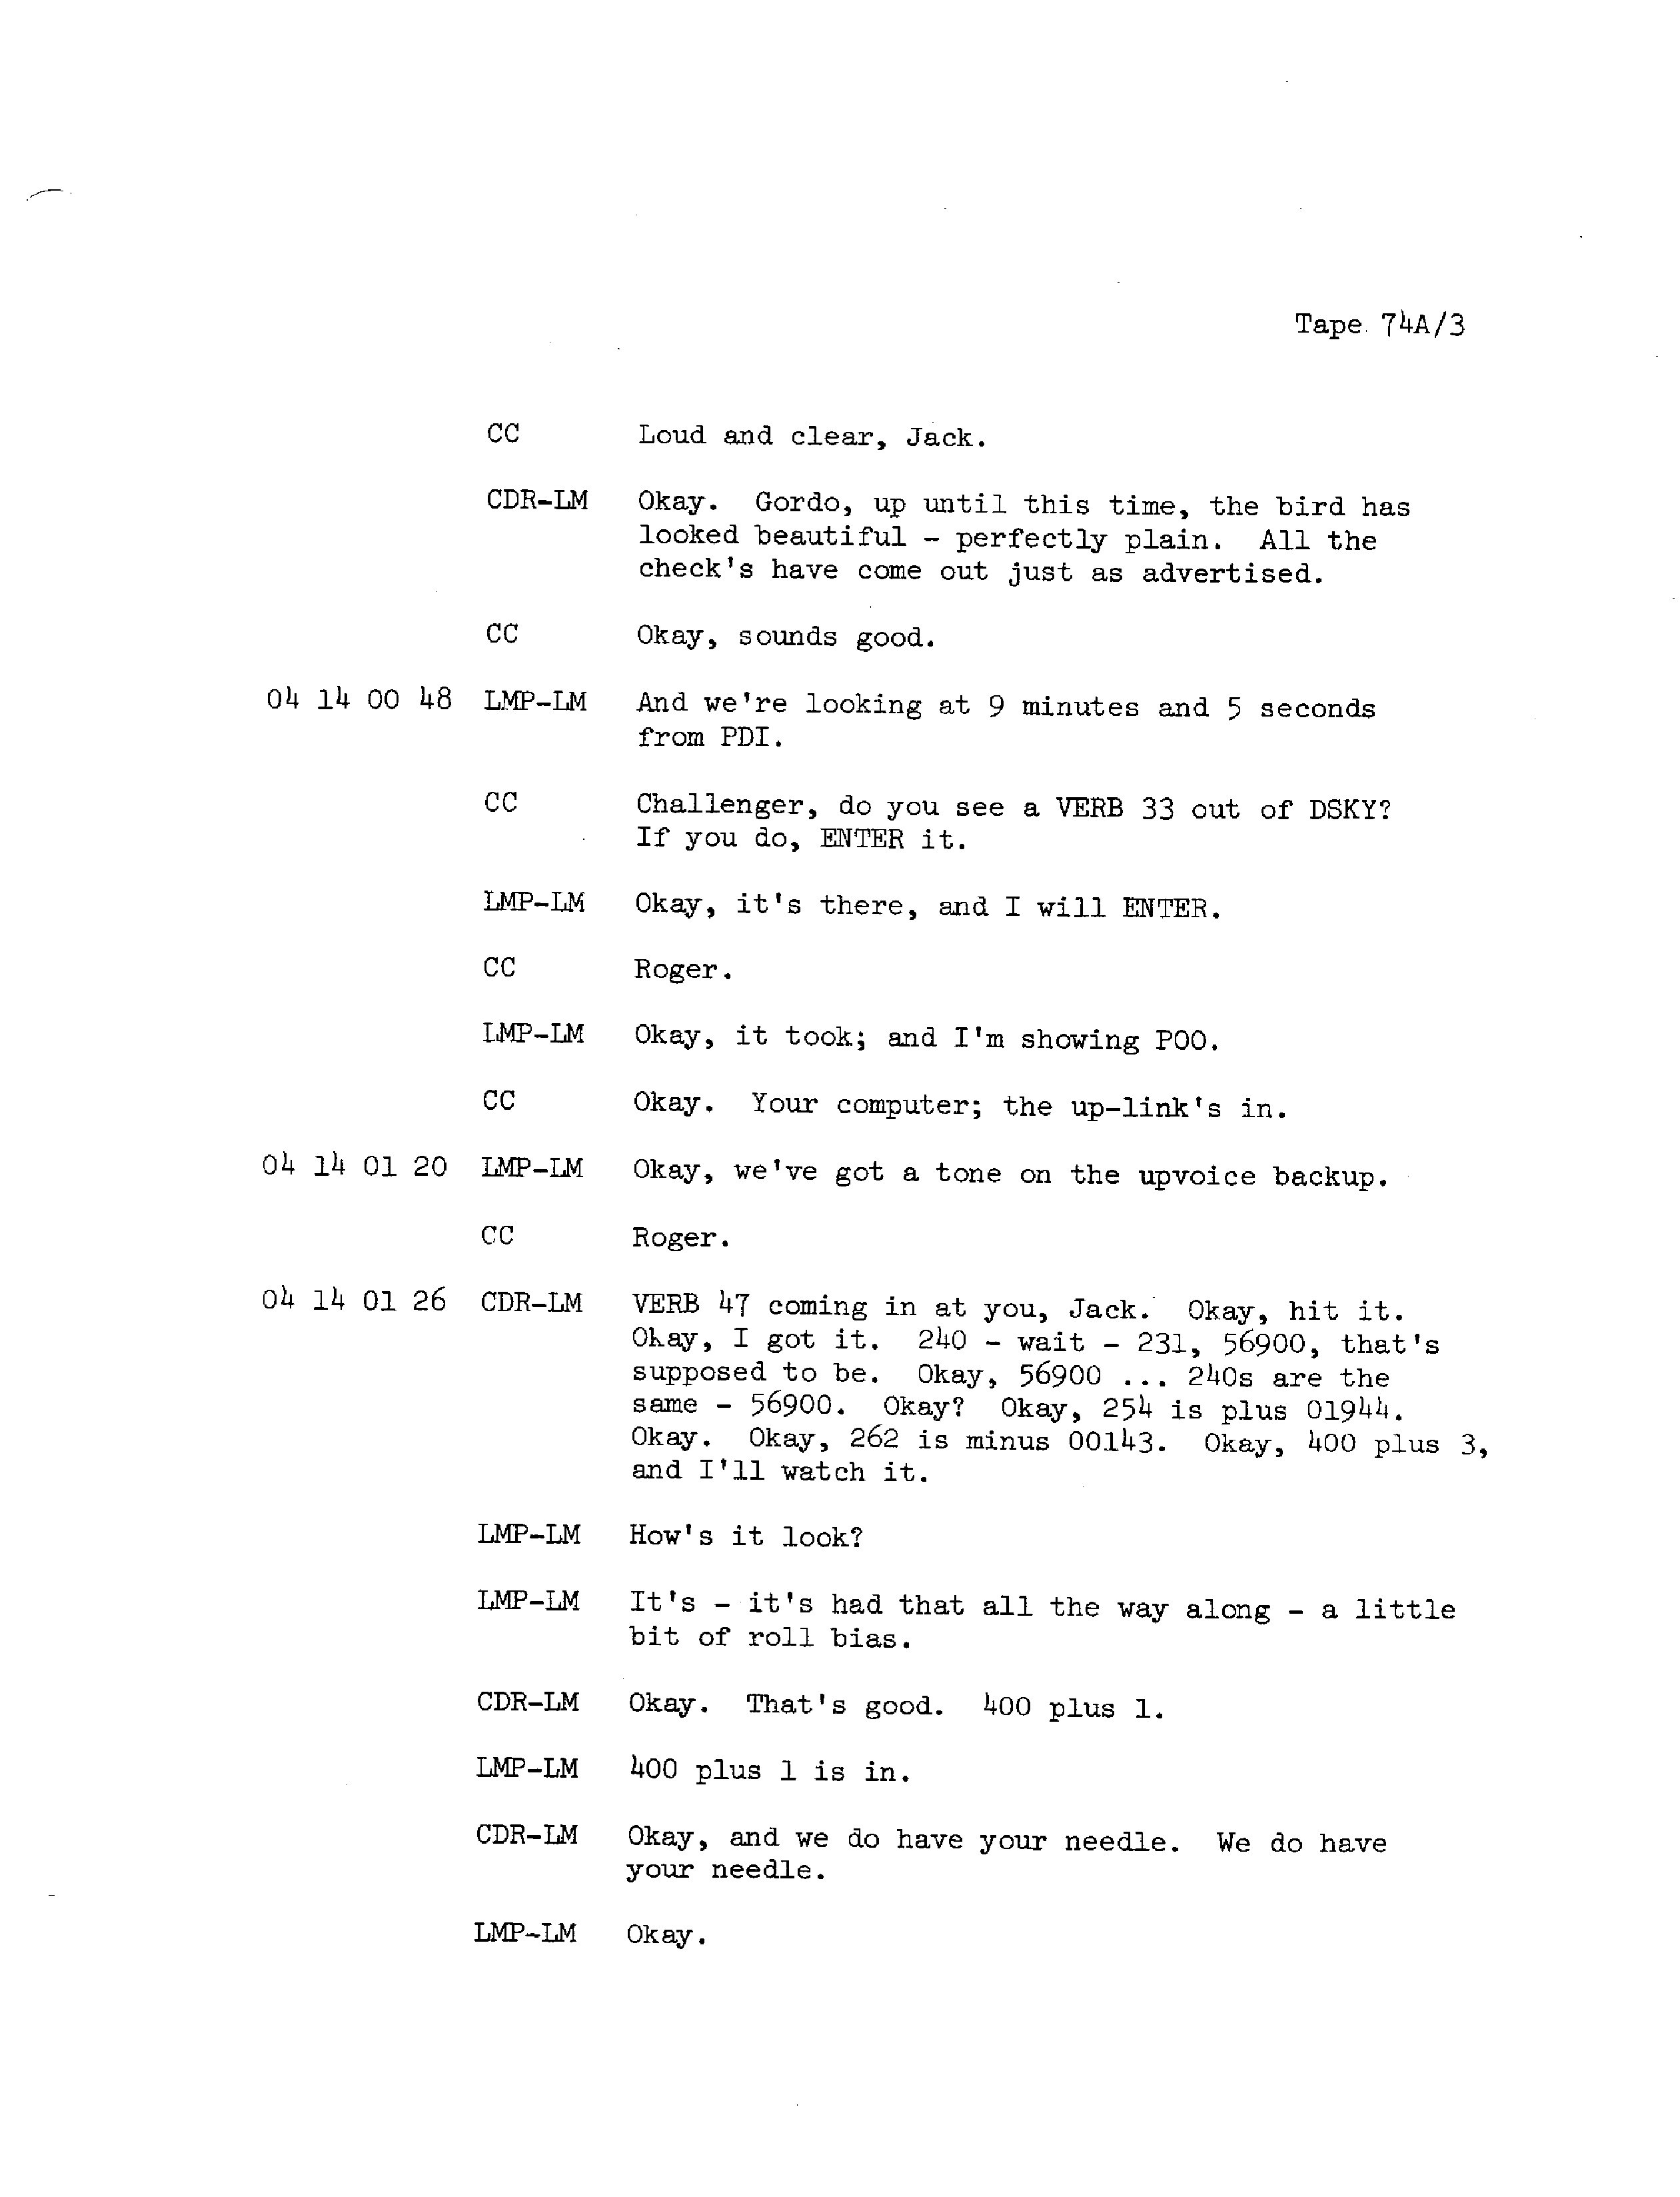 Tape 74A/3
CC Loud and clear, Jack.
CDR-LM Okay. Gordo, up until this time, the bird has
looked beautiful - perfectly plain. All the
check's have come out just as advertised.
CC Okay, sounds good.
04 14 00 48 LMP-LM And we're looking at 9 minutes and 5 seconds
from PDI.
CC Challenger, do you see a VERB 33 out of DSKY?
If you do, ENTER it.
LMP-LM Okay, it's there, and I will ENTER.
CC Roger.
LMP-LM Okay, it took; and I'm showing POO.
CC Okay. Your computer; the up-link's in.
04 14 01 20 LMP-LM Okay, we've got a tone on the upvoice backup.
CC Roger.
04 14 01 26 CDR-LM VERB 47 coming in at you, Jack. Okay, hit it.
Okay, I got it. 240 - wait - 231, 56900, that's
supposed to be. Okay, 56900 ... 240s are the
same - 56900. Okay? Okay, 254 is plus 01944.
Okay. Okay, 262 is minus 00143. Okay, 400 plus 3,
and I'll watch it.
LMP-LM How's it look?
LMP-LM It's - it's had that all the way along - a little
bit of roll bias.
CDR-LM Okay. That's good. 400 plus 1.
LMP-LM 400 plus 1 is in.
CDR-LM Okay, and we do have your needle. We do have
your needle.
LMP-LM Okay.